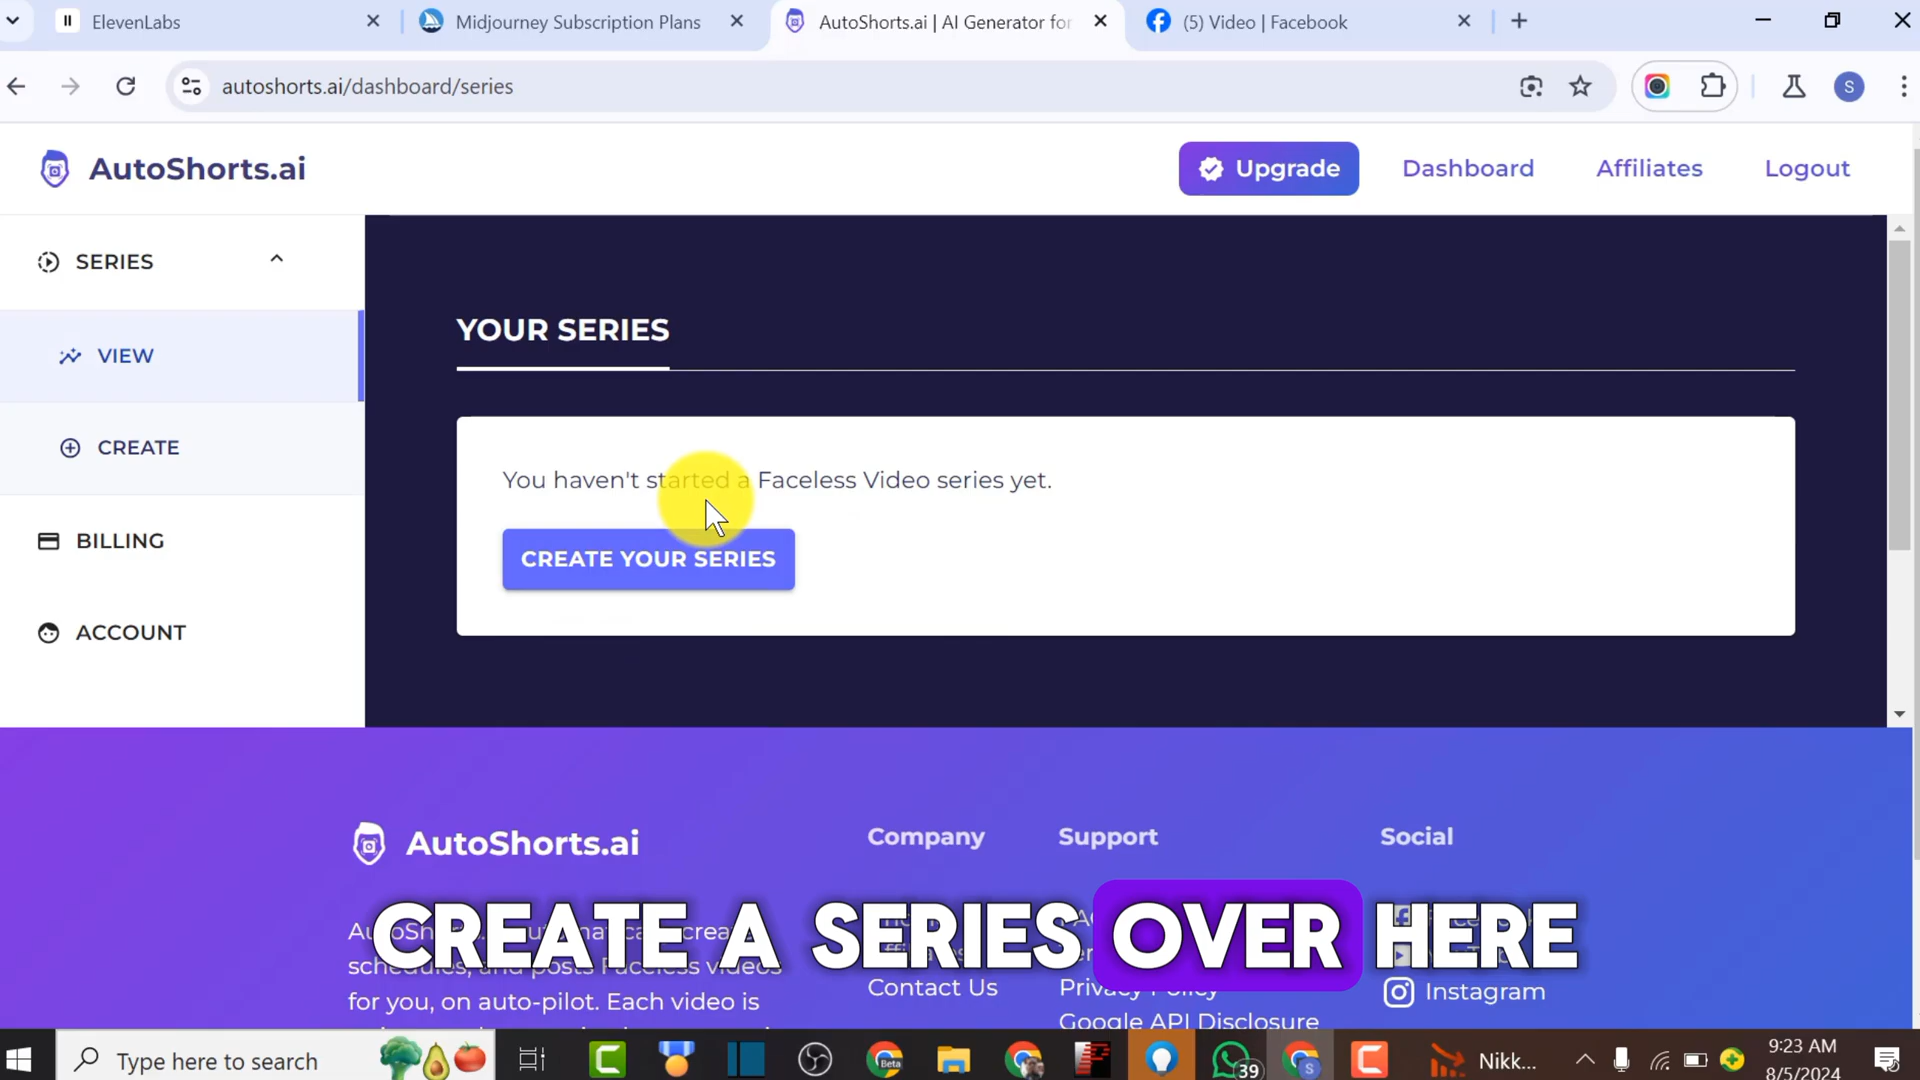 ElevenLabs
Midjourney Subscription Plans
AutoShorts.ai | AI Generator for
(5) Video | Facebook
autoshorts.ai/dashboard/series
S
AutoShorts.ai
Upgrade
Dashboard
Affiliates
Logout
SERIES
VIEW
CREATE
BILLING
ACCOUNT
YOUR SERIES
You haven't started a Faceless Video series yet.
CREATE YOUR SERIES
AutoShorts.ai
Company
Support
Social
CREATE A SERIES OVER HERE
for you, on auto-pilot. Each video is
Contact Us
Privacy Policy
Google API Disclosure
Instagram
Type here to search
Beta
39
S
Nikk...
9:23 AM
8/5/2024